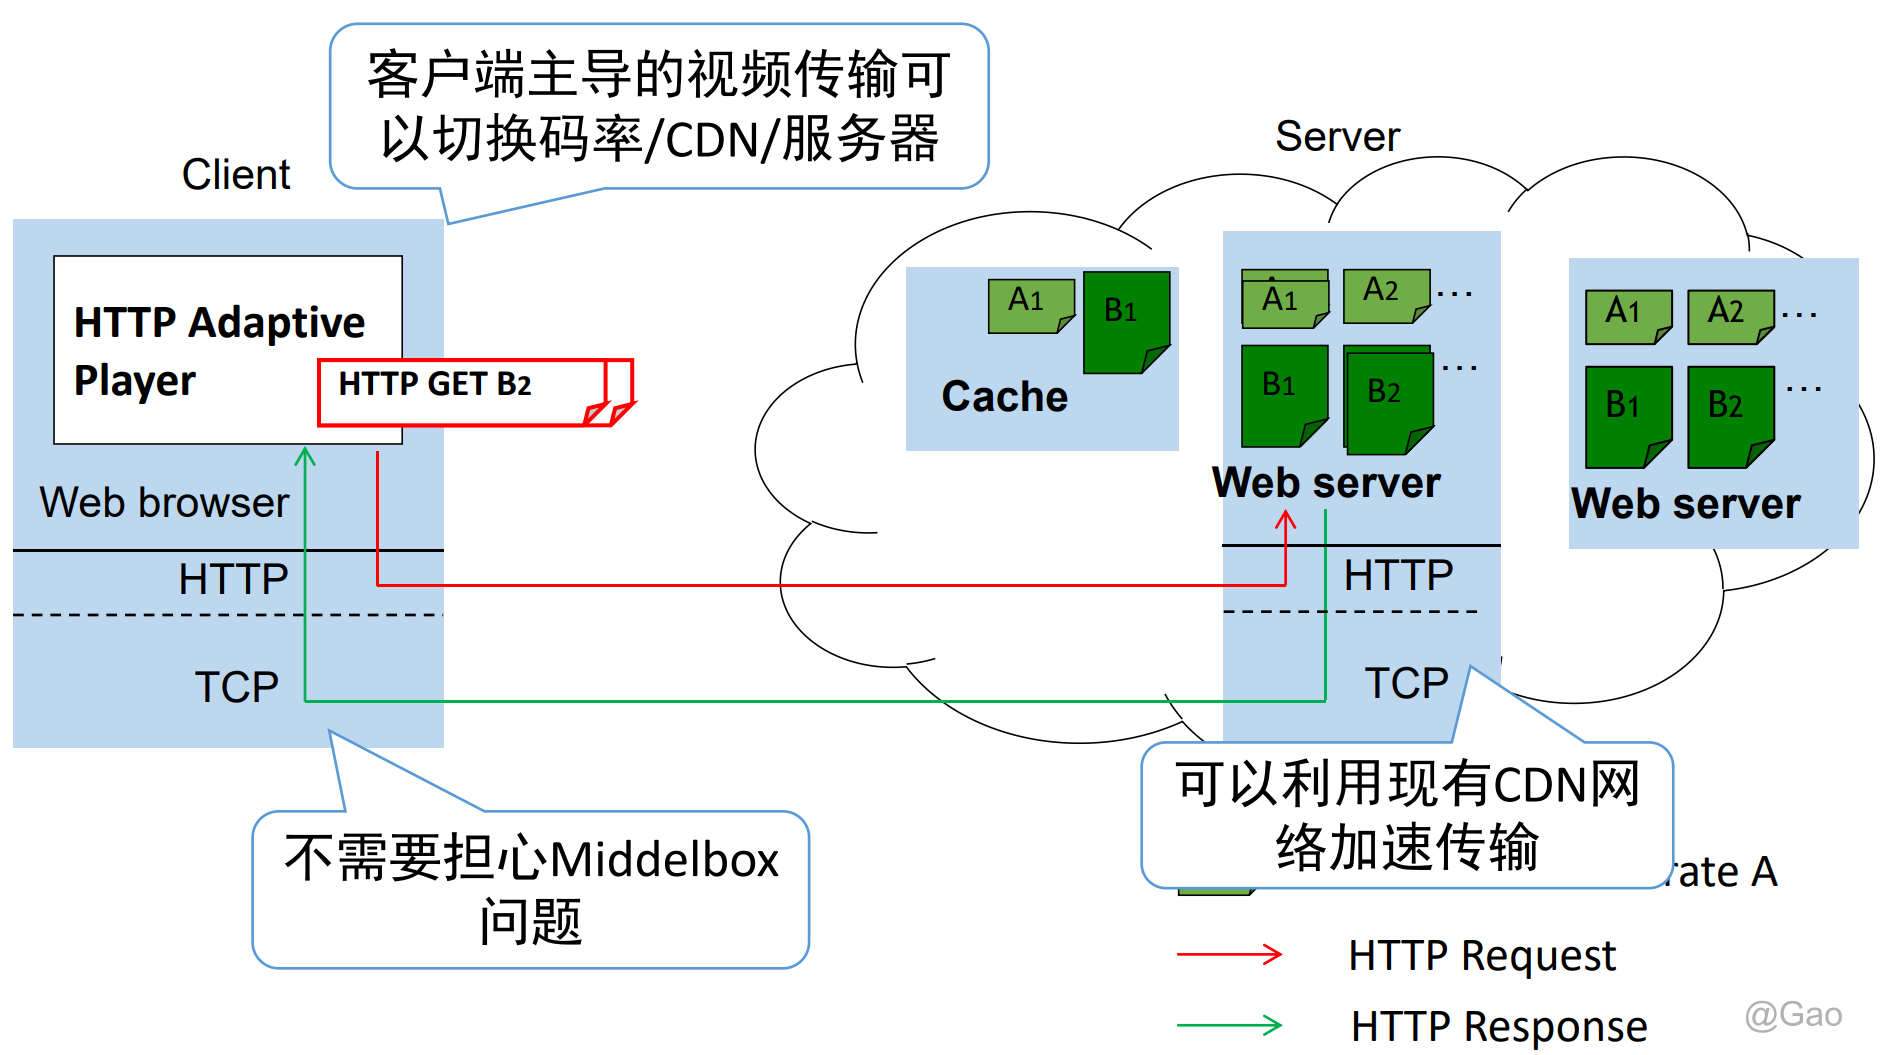 客户端主导的视频传输可
以切换码率/CDN/服务器
Client
Server
HTTP Adaptive
Player
HTTP GET B2
Web browser
HTTP
TCP
A1
B1
Cache
A1
A2
...
B1
B2
...
Web server
HTTP
TCP
A1
A2
...
B1
B2
...
Web server
不需要担心Middelbox
问题
可以利用现有CDN网
络加速传输
rate A
HTTP Request
HTTP Response
@Gao